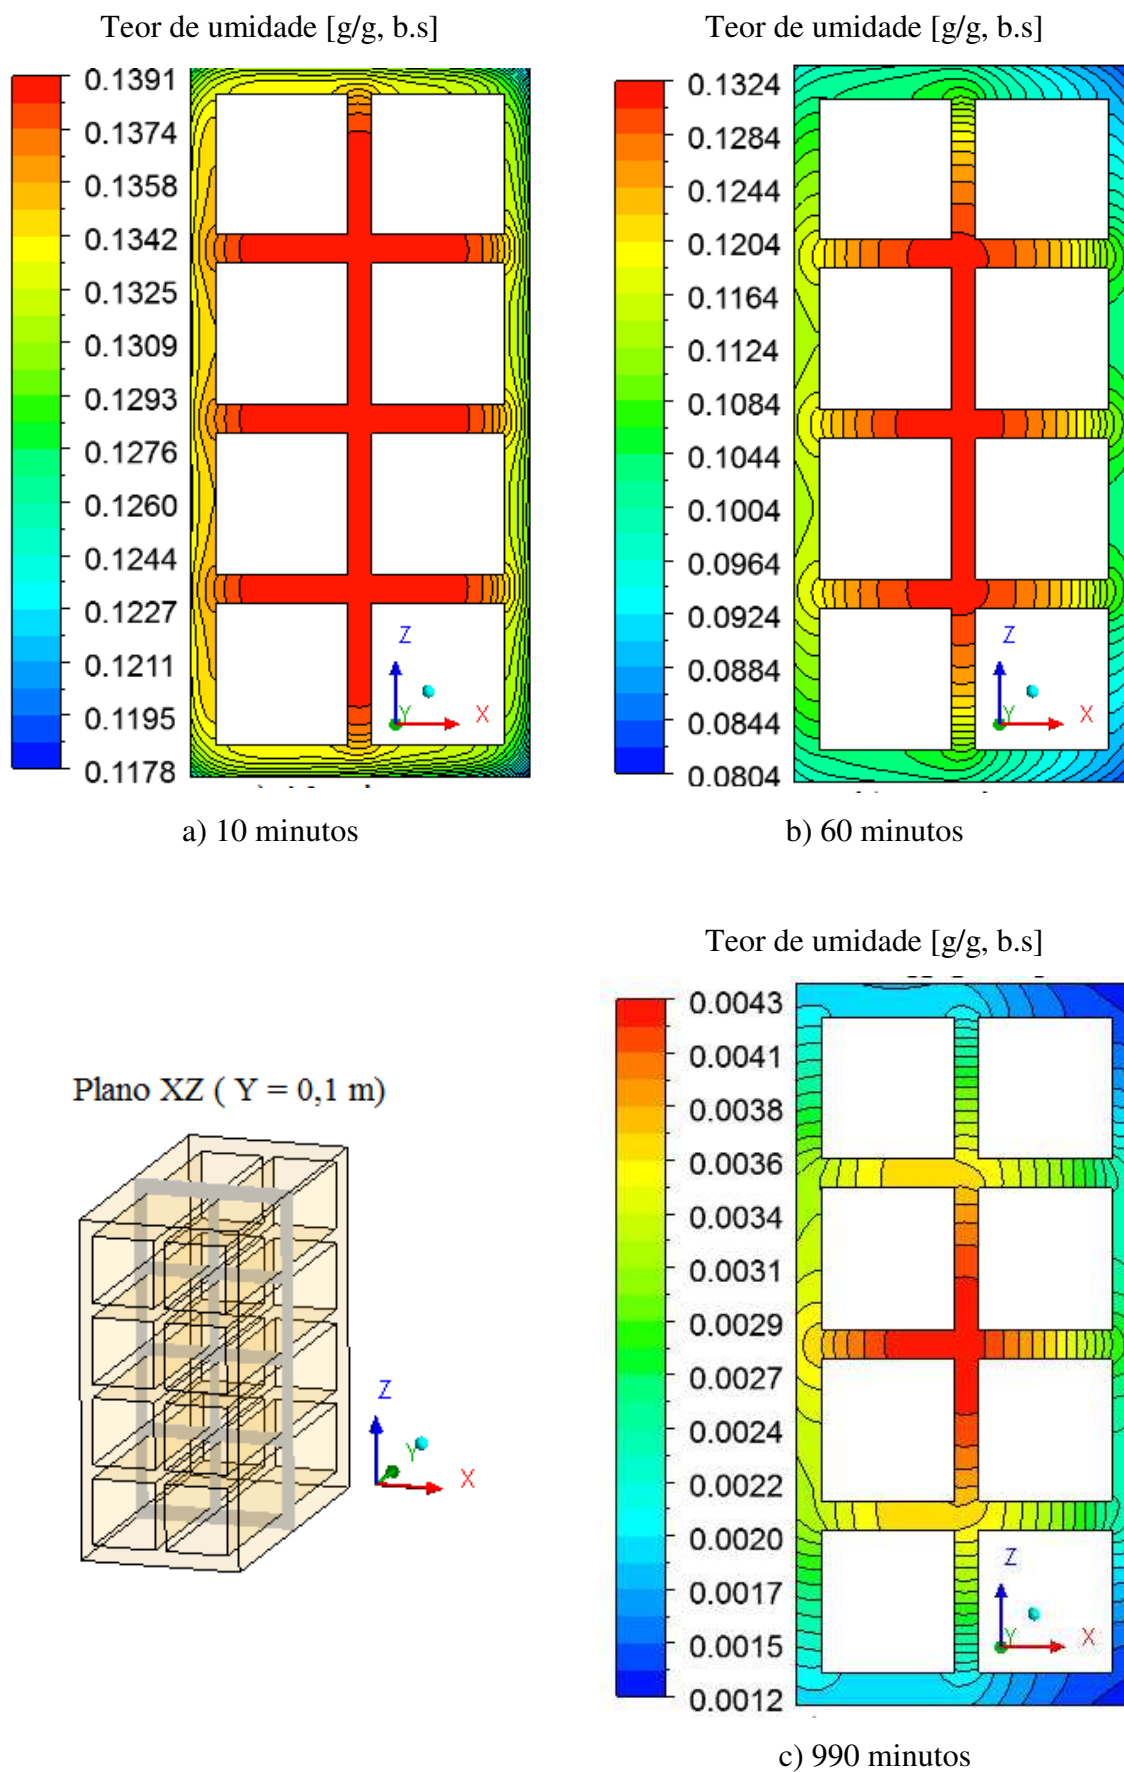 Teor de umidade [g/g, b.s]
0.1391
0.1374
0.1358
0.1342
0.1325
0.1309
0.1293
0.1276
0.1260
0.1244
0.1227
0.1211
0.1195
0.1178
Z
Y
X
a) 10 minutos
Teor de umidade [g/g, b.s]
0.1324
0.1284
0.1244
0.1204
0.1164
0.1124
0.1084
0.1044
0.1004
0.0964
0.0924
0.0884
0.0844
0.0804
Z
Y
X
b) 60 minutos
Plano XZ ( Y = 0,1 m)
Z
Y
X
Teor de umidade [g/g, b.s]
0.0043
0.0041
0.0038
0.0036
0.0034
0.0031
0.0029
0.0027
0.0024
0.0022
0.0020
0.0017
0.0015
0.0012
Z
Y
X
c) 990 minutos